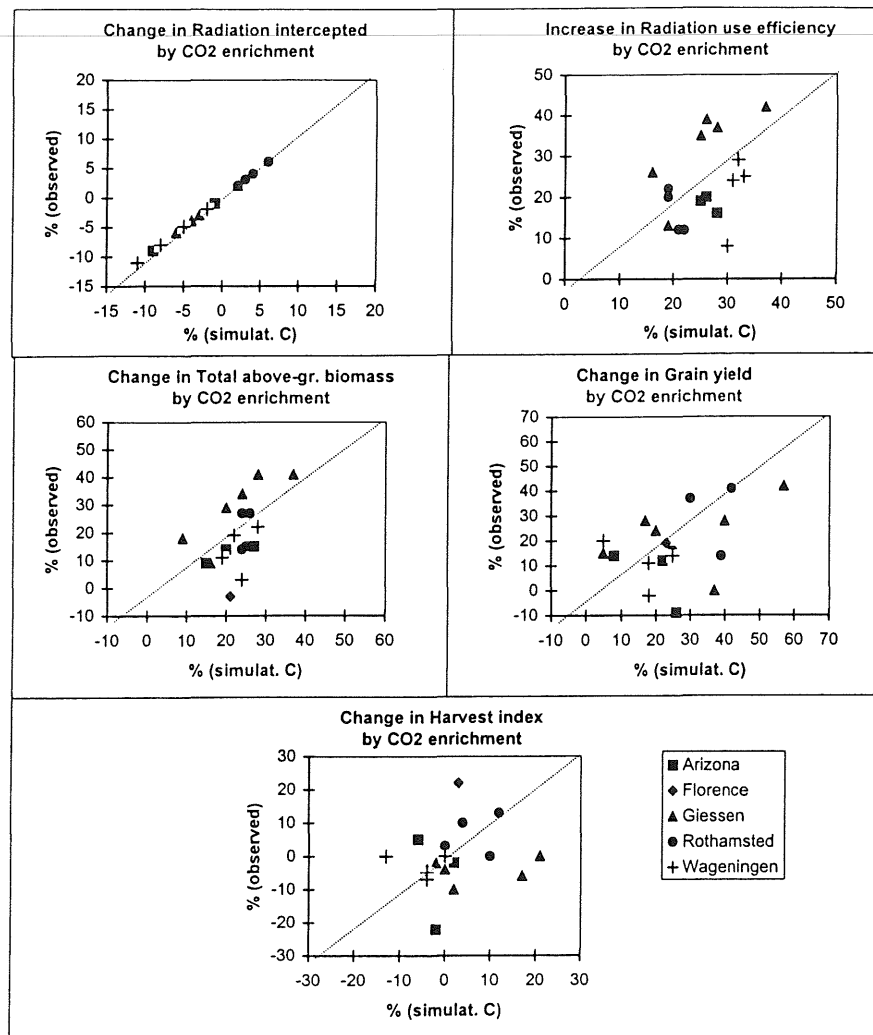 Change in Radiation intercepted
by CO2 enrichment
20
15
10
5
0
-5
-10
-15
% (observed)
-15 -10 -5 0 5 10 15 20
% (simulat. C)
Increase in Radiation use efficiency
by CO2 enrichment
50
40
30
20
10
0
% (observed)
0 10 20 30 40 50
% (simulat. C)
Change in Total above-gr. biomass
by CO2 enrichment
60
50
40
30
20
10
0
-10
% (observed)
-10 0 10 20 30 40 50 60
% (simulat. C)
Change in Grain yield
by CO2 enrichment
70
60
50
40
30
20
10
0
-10
% (observed)
-10 0 10 20 30 40 50 60 70
% (simulat. C)
Change in Harvest index
by CO2 enrichment
30
20
10
0
-10
-20
-30
% (observed)
-30 -20 -10 0 10 20 30
% (simulat. C)
Arizona
Florence
Giessen
Rothamsted
Wageningen